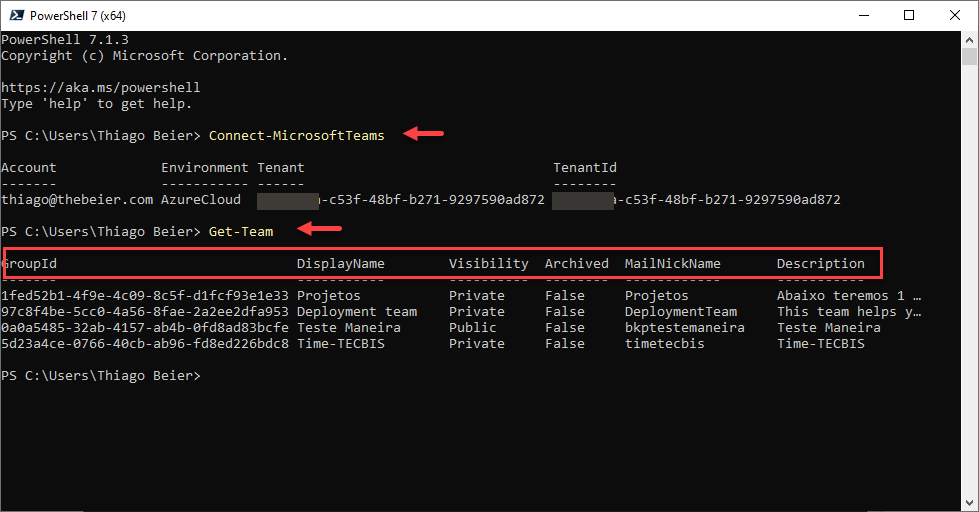 PowerShell 7 (x64)
PowerShell 7.1.3
Copyright (c) Microsoft Corporation.
https://aka.ms/powershell
Type 'help' to get help.
PS C:\Users\Thiago Beier> Connect-MicrosoftTeams
Account Environment Tenant TenantId
------- ----------- ------ --------
thiago@thebeier.com AzureCloud -c53f-48bf-b271-9297590ad872 -c53f-48bf-b271-9297590ad872
PS C:\Users\Thiago Beier> Get-Team
GroupId DisplayName Visibility Archived MailNickName Description
------- ----------- ---------- -------- ------------ -----------
1fed52b1-4f9e-4c09-8c5f-d1fcf93e1e33 Projetos Private False Projetos Abaixo teremos 1 …
97c8f4be-5cc0-4a56-8fae-2a2ee2dfa953 Deployment team Private False DeploymentTeam This team helps y…
0a0a5485-32ab-4157-ab4b-0fd8ad83bcfe Teste Maneira Public False bkptestemaneira Teste Maneira
5d23a4ce-0766-40cb-ab96-fd8ed226bdc8 Time-TECBIS Private False timetecbis Time-TECBIS
PS C:\Users\Thiago Beier>